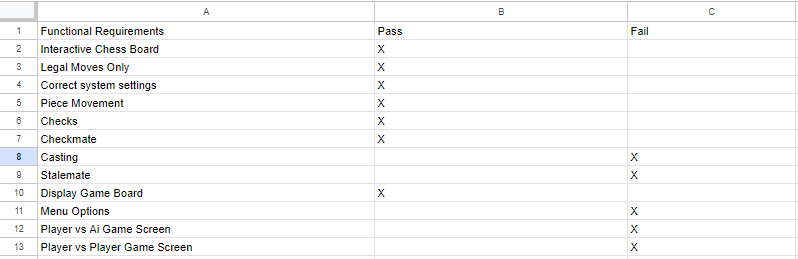 A B C
1 Functional Requirements Pass Fail
2 Interactive Chess Board X
3 Legal Moves Only X
4 Correct system settings X
5 Piece Movement X
6 Checks X
7 Checkmate X
8 Casting X
9 Stalemate X
10 Display Game Board X
11 Menu Options X
12 Player vs Ai Game Screen X
13 Player vs Player Game Screen X